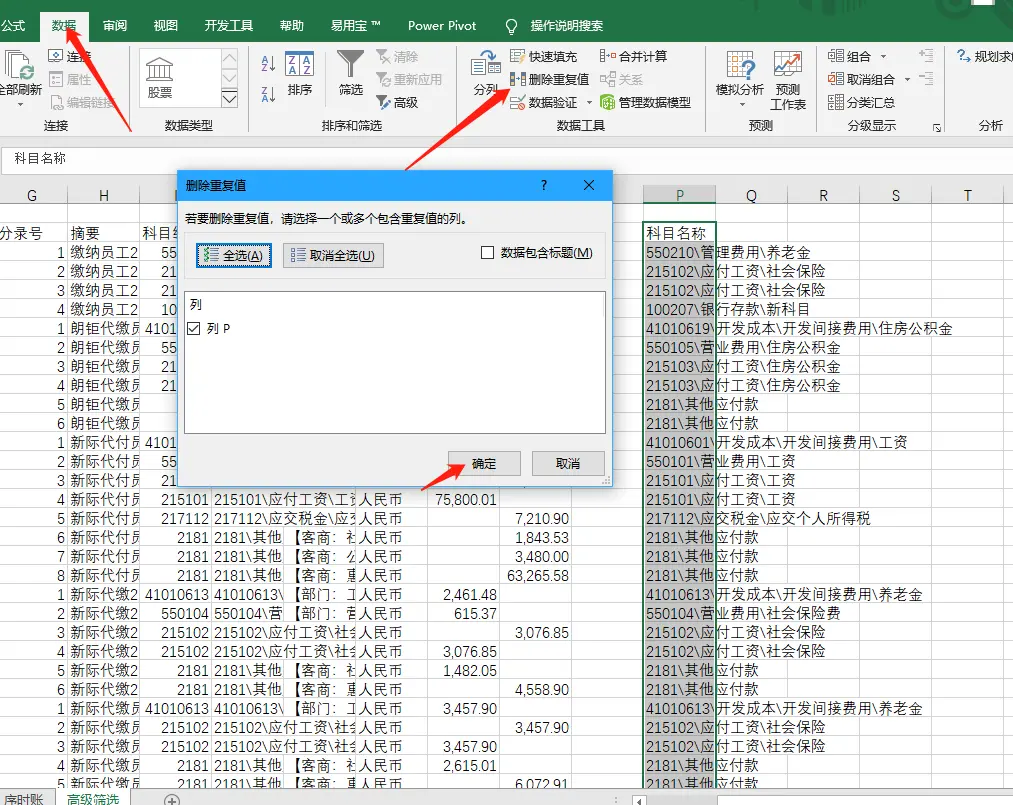 公式 数据 审阅 视图 开发工具 帮助 易用宝 ™ Power Pivot 操作说明搜索
连接 清除 快速填充 合并计算 组合 规划求
全部刷新 属性 股票 排序 筛选 重新应用 分列 删除重复值 关系 模拟分析 预测 取消组合
编辑链接 高级 数据验证 管理数据模型 工作表 分类汇总
连接 数据类型 排序和筛选 数据工具 预测 分级显示 分析
科目名称
G H P Q R S T
删除重复值 ?
若要删除重复值，请选择一个或多个包含重复值的列。
全选(A) 取消全选(U) 数据包含标题(M)
列
列 P
确定 取消
分录号 摘要 科目 科目名称
1 缴纳员工2 55 550210\管理费用\养老金
2 缴纳员工2 21 215102\应付工资\社会保险
3 缴纳员工2 21 215102\应付工资\社会保险
4 缴纳员工2 10 100207\银行存款\新科目
1 朗钜代缴员 41010 41010619\开发成本\开发间接费用\住房公积金
2 朗钜代缴员 55 550105\营业费用\住房公积金
3 朗钜代缴员 21 215103\应付工资\住房公积金
4 朗钜代缴员 21 215103\应付工资\住房公积金
5 朗钜代缴员 2181\其他应付款
6 朗钜代缴员 2181\其他应付款
1 新际代付员 41010 41010601\开发成本\开发间接费用\工资
2 新际代付员 55 550101\营业费用\工资
3 新际代付员 21 215101\应付工资\工资
4 新际代付员 215101 215101\应付工资\工 人民币 75,800.01 215101\应付工资\工资
5 新际代付员 217112 217112\应交税金\应 人民币 7,210.90 217112\应交税金\应交个人所得税
6 新际代付员 2181 2181\其他 【客商： 人民币 1,843.53 2181\其他应付款
7 新际代付员 2181 2181\其他 【客商： 人民币 3,480.00 2181\其他应付款
8 新际代付员 2181 2181\其他 【客商： 人民币 63,265.58 2181\其他应付款
1 新际代缴2 41010613 41010613\ 【部门： 人民币 2,461.48 41010613\开发成本\开发间接费用\养老金
2 新际代缴2 550104 550104\营 【部门： 人民币 615.37 550104\营业费用\社会保险费
3 新际代缴2 215102 215102\应付工资\社 人民币 3,076.85 215102\应付工资\社会保险
4 新际代缴2 215102 215102\应付工资\社 人民币 3,076.85 215102\应付工资\社会保险
5 新际代缴2 2181 2181\其他 【客商： 人民币 1,482.05 2181\其他应付款
6 新际代缴2 2181 2181\其他 【客商： 人民币 4,558.90 2181\其他应付款
1 新际代缴2 41010613 41010613\ 【部门： 人民币 3,457.90 41010613\开发成本\开发间接费用\养老金
2 新际代缴2 215102 215102\应付工资\社 人民币 3,457.90 215102\应付工资\社会保险
3 新际代缴2 215102 215102\应付工资\社 人民币 3,457.90 215102\应付工资\社会保险
4 新际代缴2 2181 2181\其他 【客商： 人民币 2,615.01 2181\其他应付款
5 新际代缴2 2181 2181\其他 【客商： 人民币 6,072.91 2181\其他应付款
序时账 高级筛选